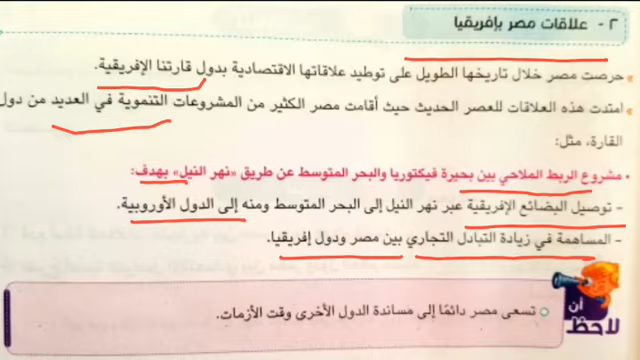 ٢- علاقات مصر بإفريقيا
حرصت مصر خلال تاريخها الطويل على توطيد علاقاتها الاقتصادية بدول قارتنا الإفريقية.
امتدت هذه العلاقات للعصر الحديث حيث أقامت مصر الكثير من المشروعات التنموية في العديد من دول
القارة، مثل:
• مشروع الربط الملاحي بين بحيرة فيكتوريا والبحر المتوسط عن طريق «نهر النيل» بهدف:
- توصيل البضائع الإفريقية عبر نهر النيل إلى البحر المتوسط ومنه إلى الدول الأوروبية.
- المساهمة في زيادة التبادل التجاري بين مصر ودول إفريقيا.
لاحظ أن
تسعى مصر دائمًا إلى مساندة الدول الأخرى وقت الأزمات.